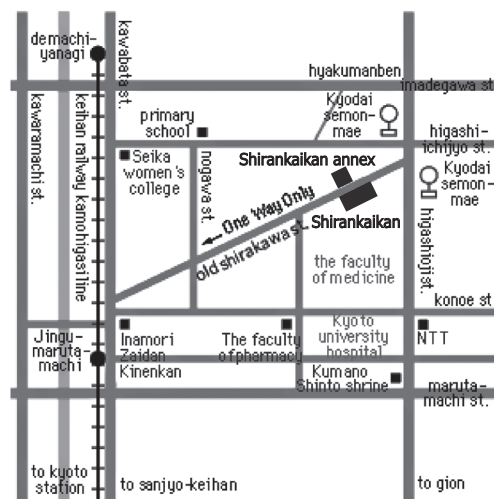 demachi-
yanagi
kawabata st.
hyakumanben
imadegawa st
kawaramachi st.
keihan railway kamohigasiline
primary
school
Kyodai
semon-
mae
higashi-
ichijyo st.
Seika
women's
college
nogawa st.
Shirankaikan annex
One Way Only
old shirakawa st.
Shirankaikan
Kyodai
semon-
mae
higashioji st.
the faculty
of medicine
konoe st
Jingu-
maruta-
machi
Inamori
Zaidan
Kinenkan
The faculty
of pharmacy
Kyoto
university
hospital
NTT
Kumano
Shinto shrine
maruta-
machi st.
to kyoto
station
to sanjyo-keihan
to gion